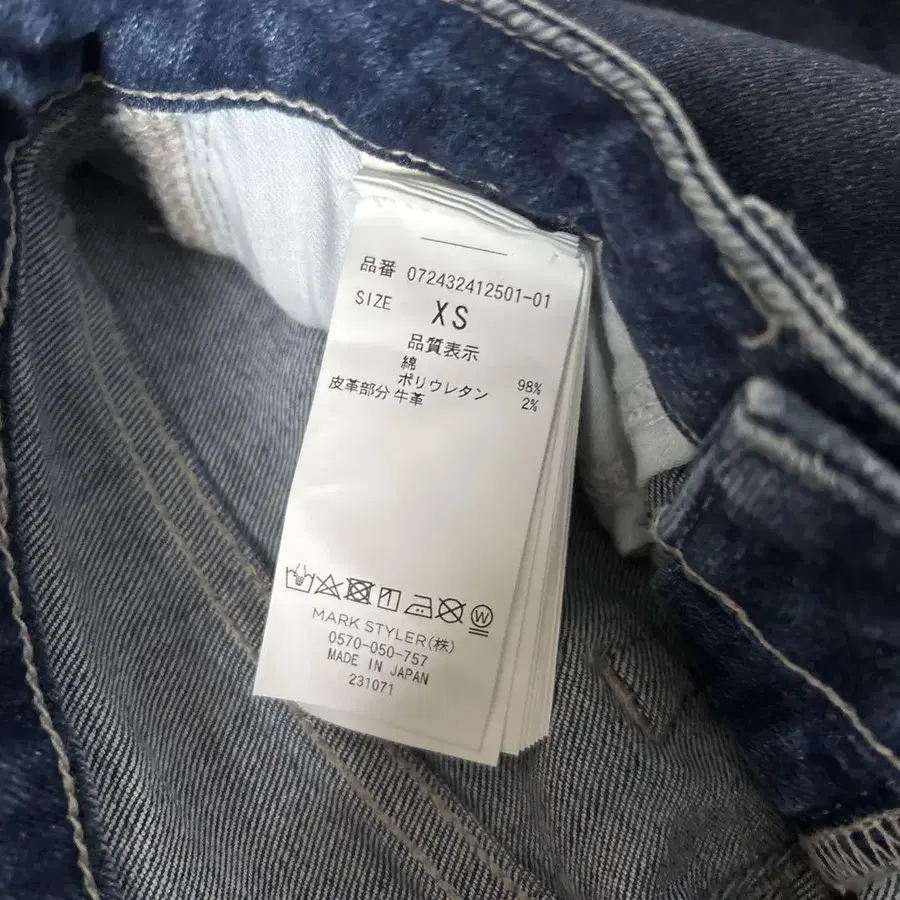 品番 072432412501-01
SIZE XS
品質表示
綿 98%
ポリウレタン 2%
皮革部分 牛革
W
MARK STYLER(株)
0570-050-757
MADE IN JAPAN
231071